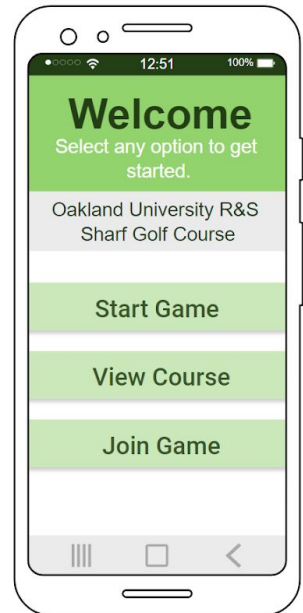 12:51
100%
Welcome
Select any option to get
started.
Oakland University R&S
Sharf Golf Course
Start Game
View Course
Join Game